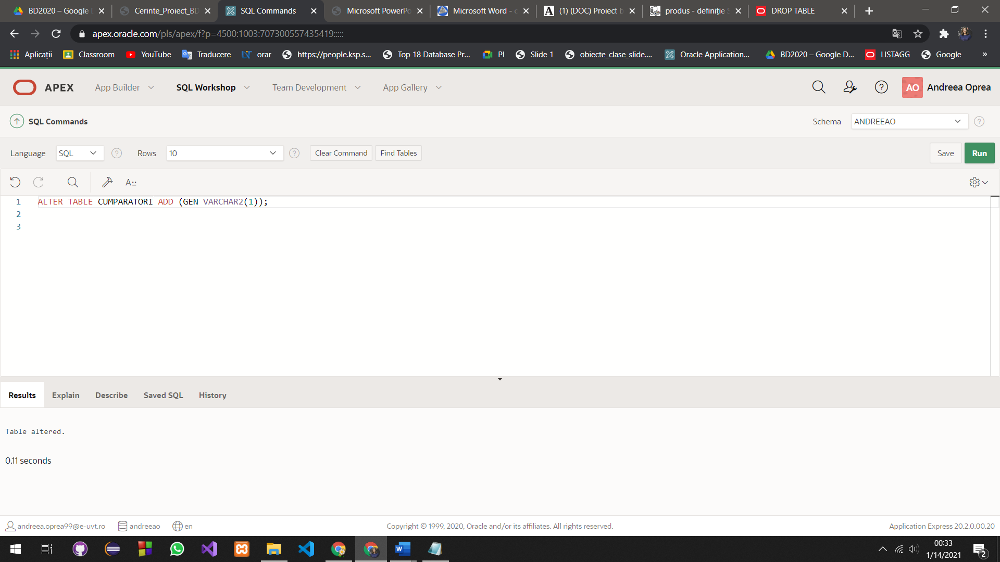 BD2020 – Google
Cerinte_Proiect_BD
SQL Commands
Microsoft PowerPo
Microsoft Word -
(1) (DOC) Proiect b
produs - definiție
DROP TABLE
apex.oracle.com/pls/apex/f?p=4500:1003:707300557435419:::::
Aplicații
Classroom
YouTube
Traducere
orar
https://people.ksp.s...
Top 18 Database Pr...
PI
Slide 1
obiecte_clase_slide....
Oracle Application...
BD2020 – Google D...
LISTAGG
Google
»
APEX
App Builder
SQL Workshop
Team Development
App Gallery
AO
Andreea Oprea
SQL Commands
Schema
ANDREEAO
Language
SQL
Rows
10
Clear Command
Find Tables
Save
Run
1 ALTER TABLE CUMPARATORI ADD (GEN VARCHAR2(1));
2
3
Results
Explain
Describe
Saved SQL
History
Table altered.
0.11 seconds
andreea.oprea99@e-uvt.ro
andreeao
en
Copyright © 1999, 2020, Oracle and/or its affiliates. All rights reserved.
Application Express 20.2.0.00.20
00:33
1/14/2021
2